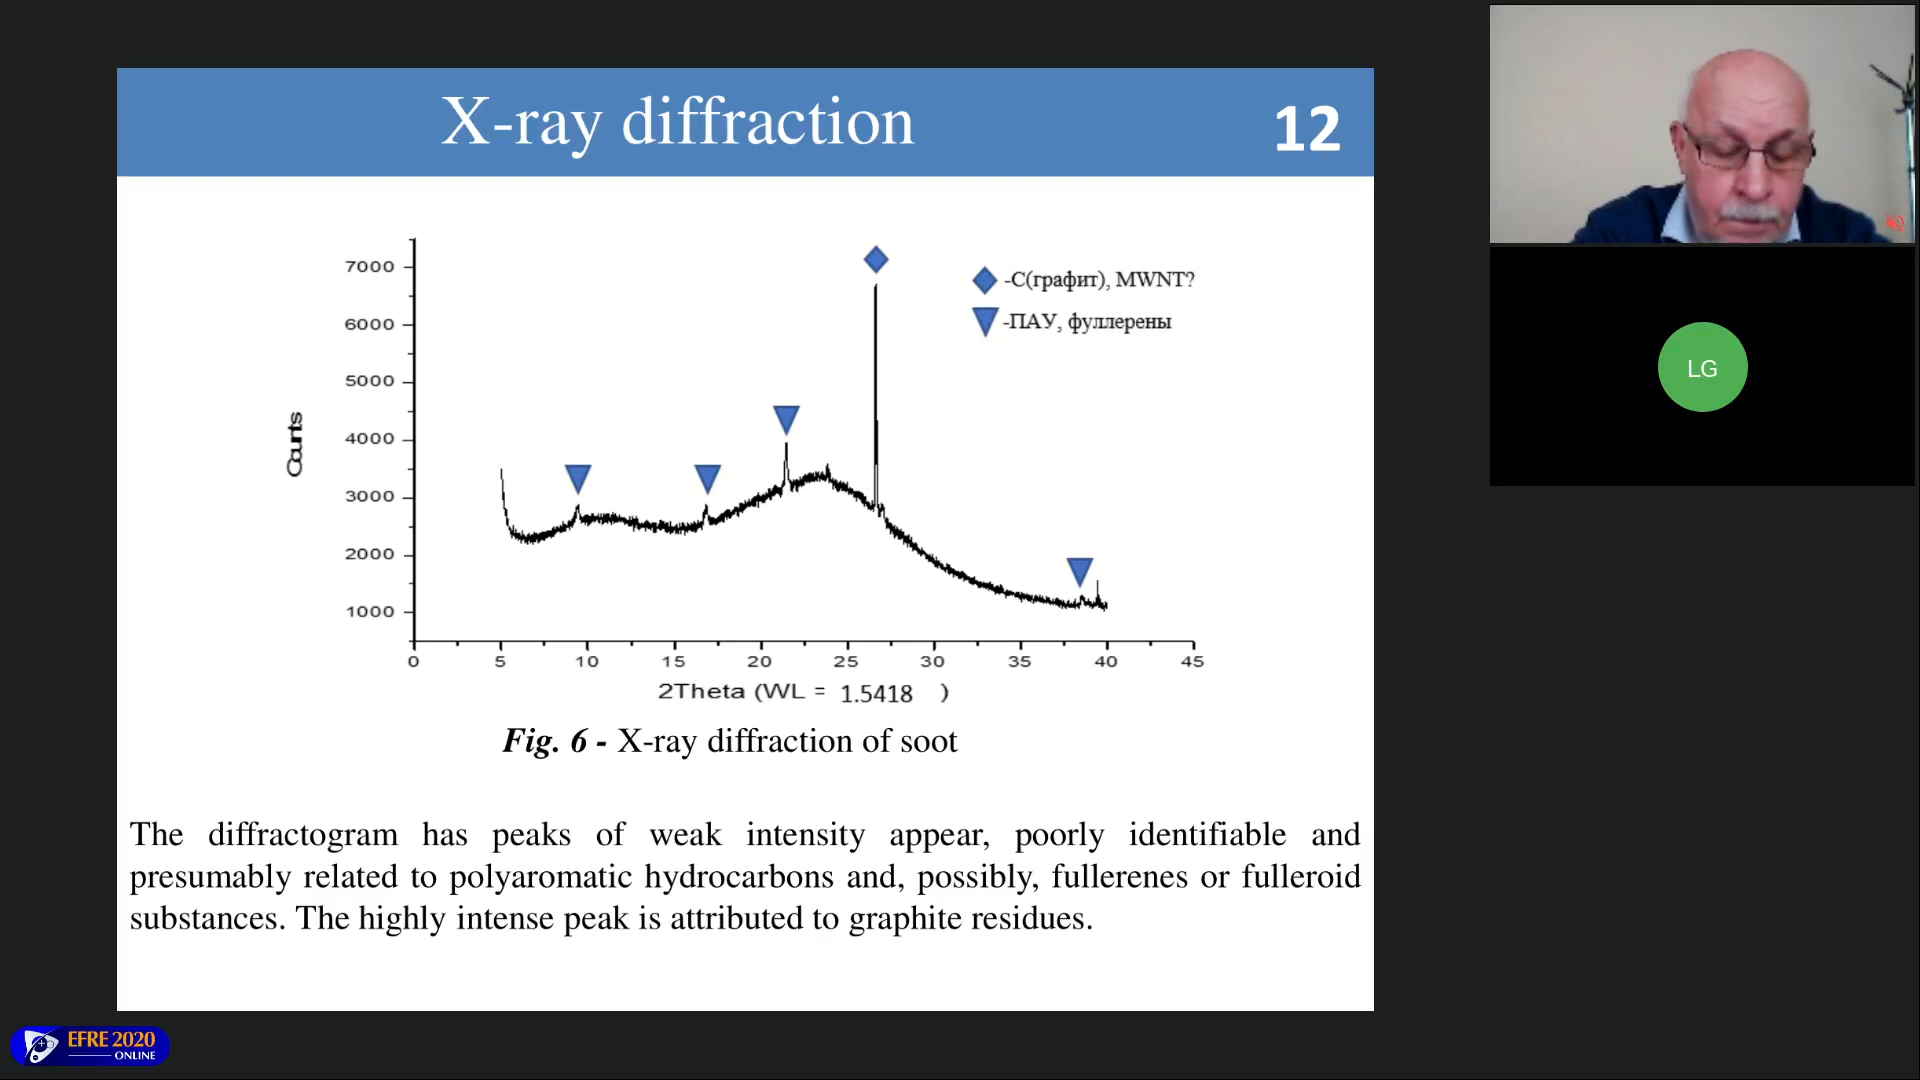 X-ray diffraction
12
7000
6000
5000
4000
3000
2000
1000
Counts
-С(графит), MWNT?
-ПАУ, фуллерены
0 5 10 15 20 25 30 35 40 45
2Theta (WL = 1.5418 )
Fig. 6 - X-ray diffraction of soot
The diffractogram has peaks of weak intensity appear, poorly identifiable and
presumably related to polyaromatic hydrocarbons and, possibly, fullerenes or fulleroid
substances. The highly intense peak is attributed to graphite residues.
LG
EFRE 2020
ONLINE